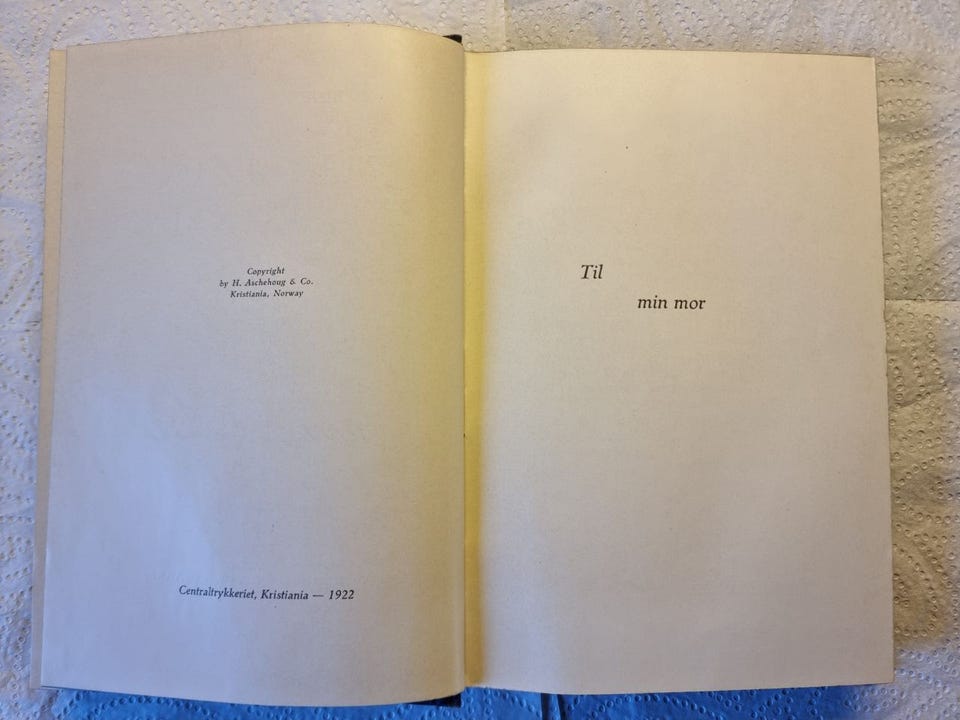 Copyright
by H. Aschehoug & Co.
Kristiania, Norway
Centraltrykkeriet, Kristiania — 1922
Til
min mor